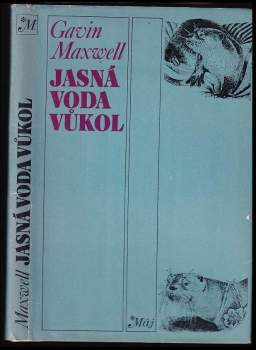 Gavin
Maxwell
JASNÁ
VODA
VŮKOL
*Máj
*M
Maxwell JASNÁ VODA VŮKOL